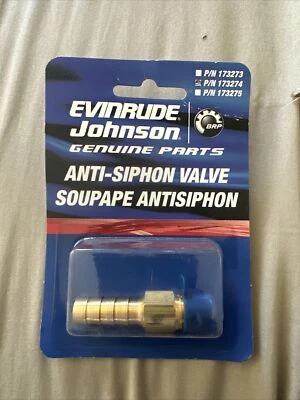 P/N 173273
P/N 173274
P/N 173275
EVINRUDE
Johnson
BRP
GENUINE PARTS
ANTI-SIPHON VALVE
SOUPAPE ANTISIPHON